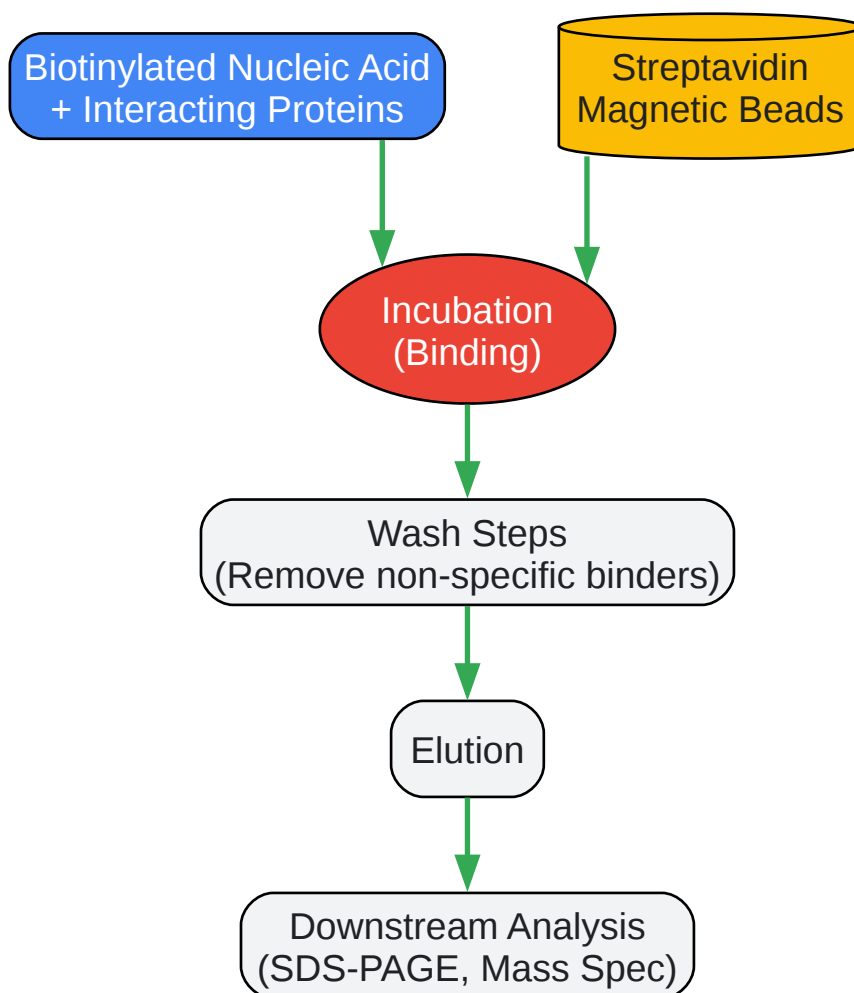 Biotinylated Nucleic Acid
+ Interacting Proteins
Streptavidin
Magnetic Beads
Incubation
(Binding)
Wash Steps
(Remove non-specific binders)
Elution
Downstream Analysis
(SDS-PAGE, Mass Spec)